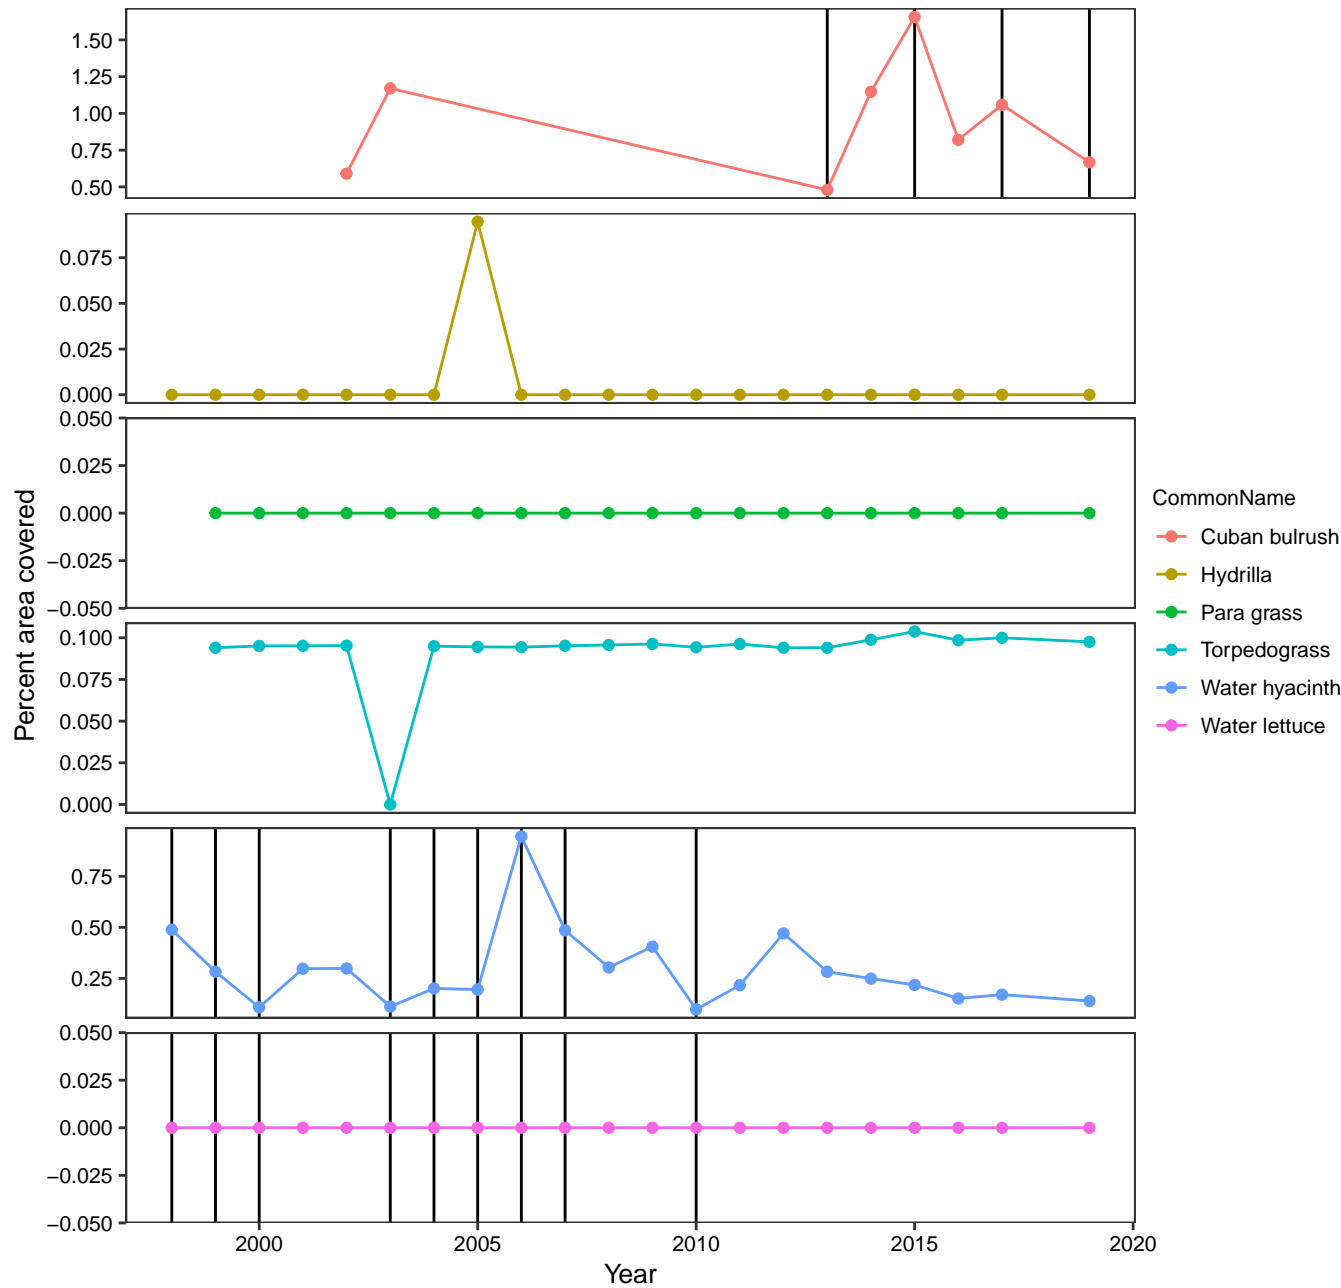 1.50
1.25
1.00
0.75
0.50
0.075
0.050
0.025
0.000
0.050
0.025
0.000
−0.025
−0.050
0.100
0.075
0.050
0.025
0.000
0.75
0.50
0.25
0.050
0.025
0.000
−0.025
−0.050
Percent area covered
2000 2005 2010 2015 2020
Year
CommonName
Cuban bulrush
Hydrilla
Para grass
Torpedograss
Water hyacinth
Water lettuce